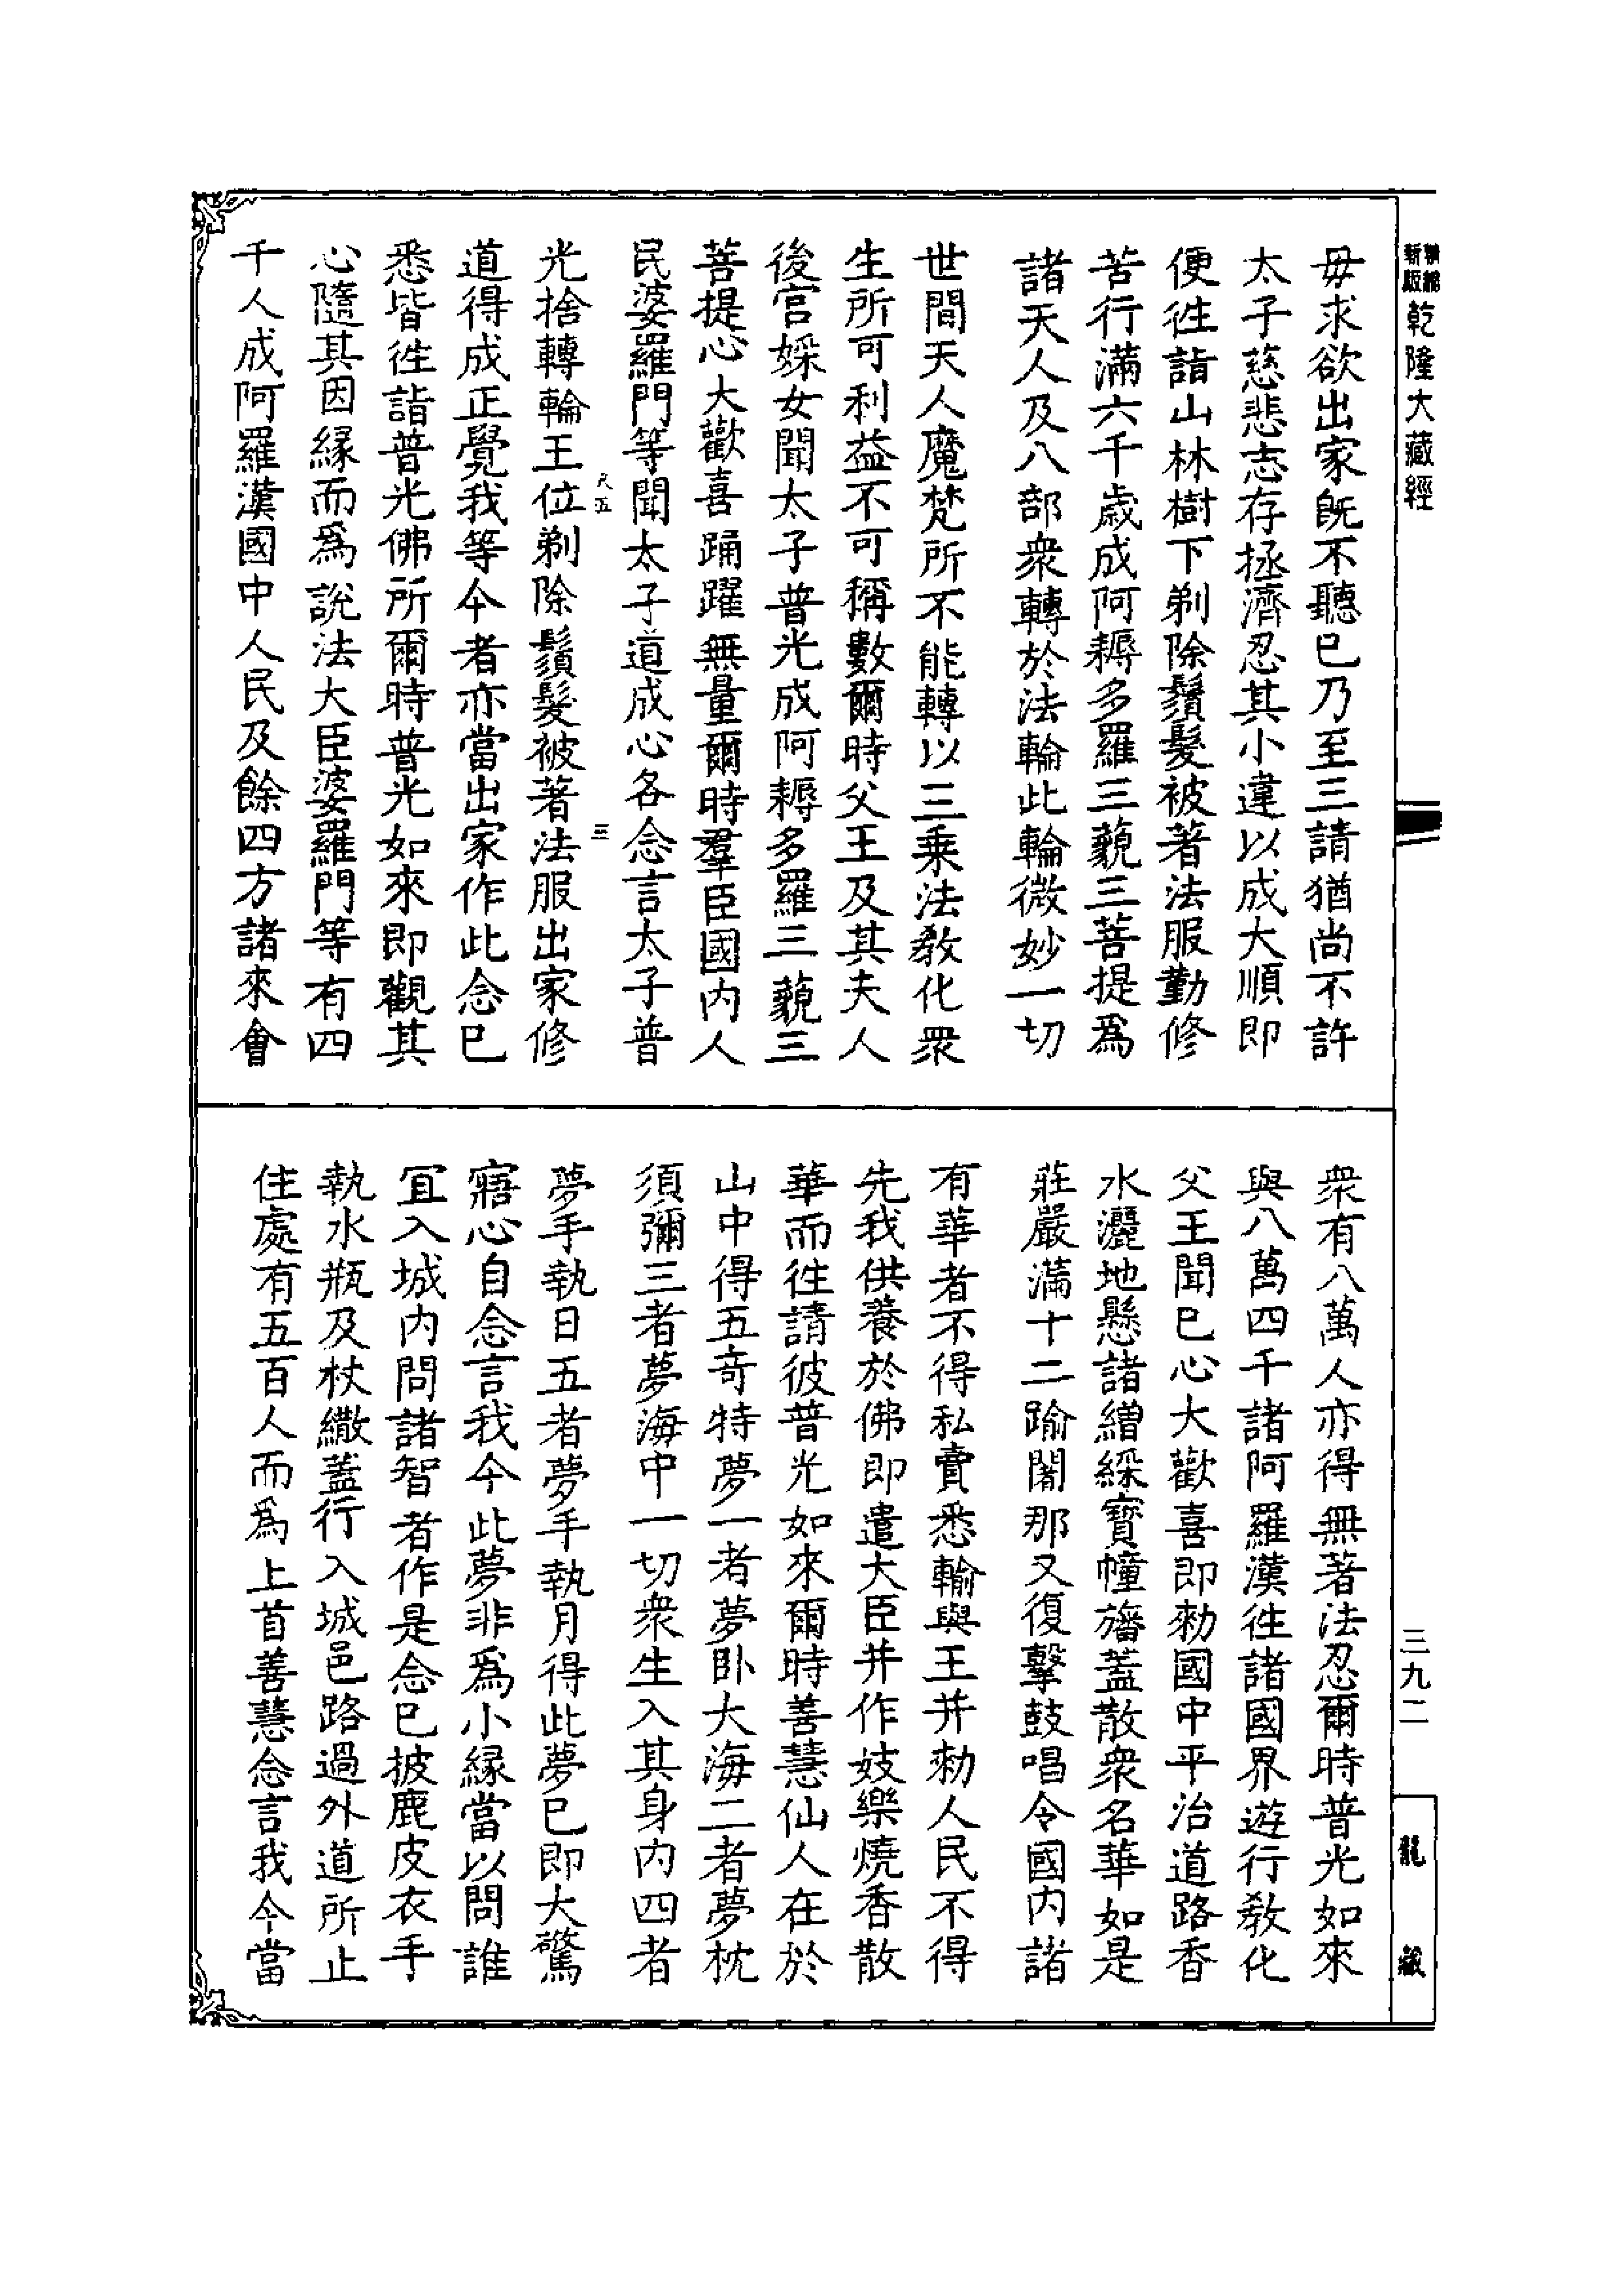 新版
精縮
乾隆大藏經
毋求欲出家旣不聽已乃至三請猶尚不許
太子慈悲志存拯濟忍其小違以成大順即
便徃詣山林樹下剃除鬚髮被著法服勤修
苦行滿六千歲成阿耨多羅三藐三菩提爲
諸天人及八部衆轉於法輪此輪微妙一切
世間天人魔梵所不能轉以三乗法教化衆
生所可利益不可稱數爾時父王及其夫人
後宫婇女聞太子普光成阿耨多羅三藐三
菩提心大歡喜踊躍無量爾時羣臣國内人
民婆羅門等聞太子道成心各念言太子普
尺五 三
光捨轉輪王位剃除鬚髮被著法服出家修
道得成正覺我等今者亦當出家作此念已
悉皆徃詣普光佛所爾時普光如來即觀其
心隨其因緣而爲說法大臣婆羅門等有四
千人成阿羅漢國中人民及餘四方諸來會
衆有八萬人亦得無著法忍爾時普光如來
與八萬四千諸阿羅漢徃諸國界遊行教化
父王聞已心大歡喜即勑國中平治道路香
水灑地懸諸繒綵寶幢旛蓋散衆名華如是
莊嚴滿十二踰闍那又復擊鼓唱令國内諸
有華者不得私賣悉輸與王并勑人民不得
先我供養於佛即遣大臣并作妓樂燒香散
華而徃請彼普光如來爾時善慧仙人在於
山中得五竒特夢一者夢卧大海二者夢枕
須彌三者夢海中一切衆生入其身内四者
夢手執日五者夢手執月得此夢已即大驚
寤心自念言我今此夢非爲小緣當以問誰
宜入城内問諸智者作是念已披鹿皮衣手
執水瓶及杖繖蓋行入城邑路過外道所止
住處有五百人而爲上首善慧念言我今當
三九二
龍藏